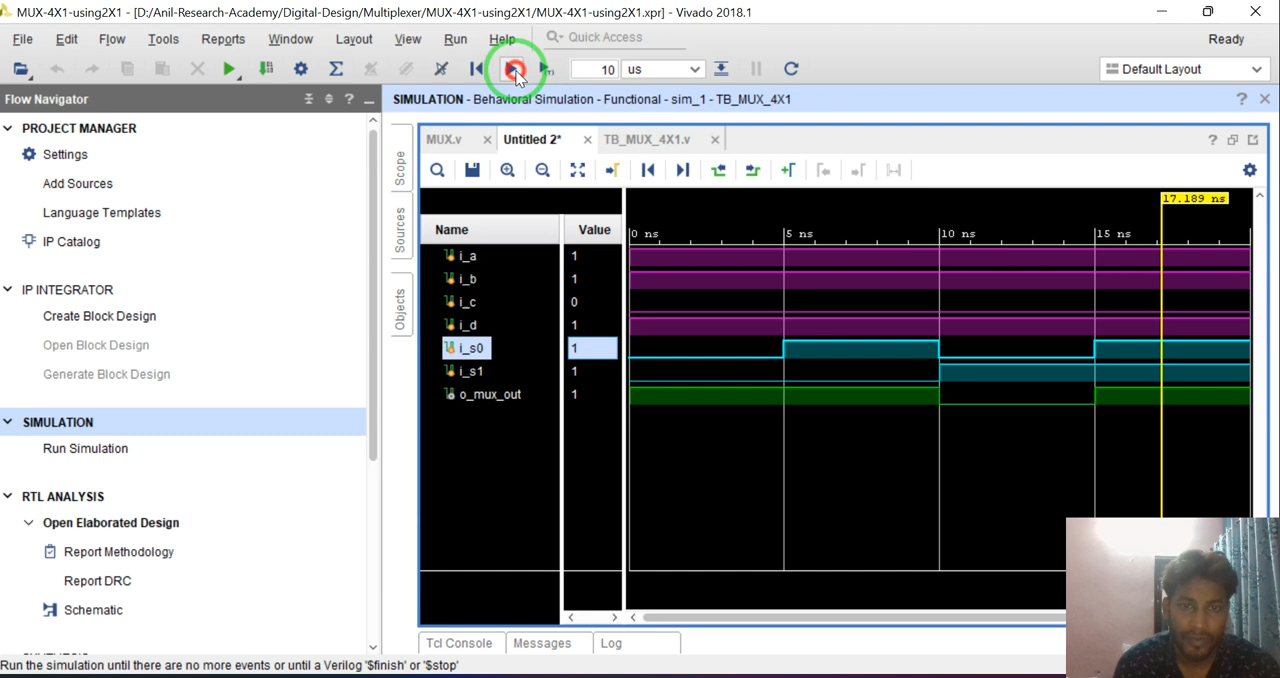 MUX-4X1-using2X1 - [D:/Anil-Research-Academy/Digital-Design/Multiplexer/MUX-4X1-using2X1/MUX-4X1-using2X1.xpr] - Vivado 2018.1
File Edit Flow Tools Reports Window Layout View Run Help Quick Access Ready
10 us Default Layout
Flow Navigator
SIMULATION - Behavioral Simulation - Functional - sim_1 - TB_MUX_4X1
PROJECT MANAGER
Settings
Add Sources
Language Templates
IP Catalog
IP INTEGRATOR
Create Block Design
Open Block Design
Generate Block Design
SIMULATION
Run Simulation
RTL ANALYSIS
Open Elaborated Design
Report Methodology
Report DRC
Schematic
Scope
Sources
Objects
MUX.v Untitled 2* TB_MUX_4X1.v
17.189 ns
Name Value 0 ns 5 ns 10 ns 15 ns
i_a 1
i_b 1
i_c 0
i_d 1
i_s0 1
i_s1 1
o_mux_out 1
Tcl Console Messages Log
Run the simulation until there are no more events or until a Verilog '$finish' or '$stop'